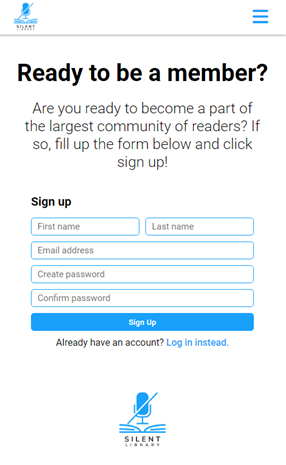 SILENT
LIBRARY
Ready to be a member?
Are you ready to become a part of
the largest community of readers? If
so, fill up the form below and click
sign up!
Sign up
First name Last name
Email address
Create password
Confirm password
Sign Up
Already have an account? Log in instead.
SILENT
LIBRARY